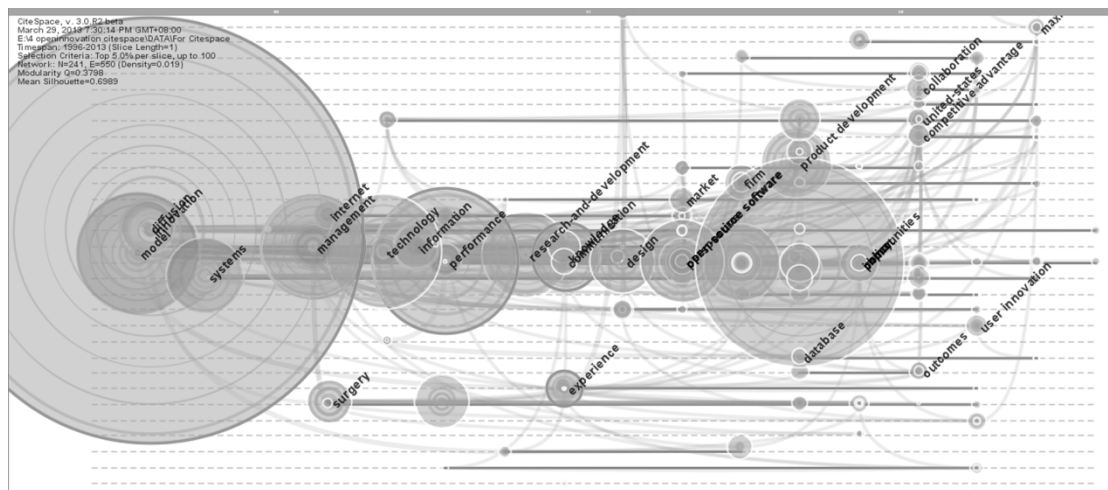 CiteSpace, v. 3.0.R2 beta
March 29, 2013 7:30:14 PM GMT+08:00
E:\4 openinnovation citespace\DATA\For Citespace
Timespan: 1996-2013 (Slice Length=1)
Selection Criteria: Top 5.0% per slice, up to 100
Network: N=241, E=550 (Density=0.019)
Modularity Q=0.3798
Mean Silhouette=0.6989
innovation
model
systems
internet
management
technology
information
performance
research-and-development
design
market
firm
product development
collaboration
united-states
competitive advantage
user innovation
database
outcomes
experience
surgery